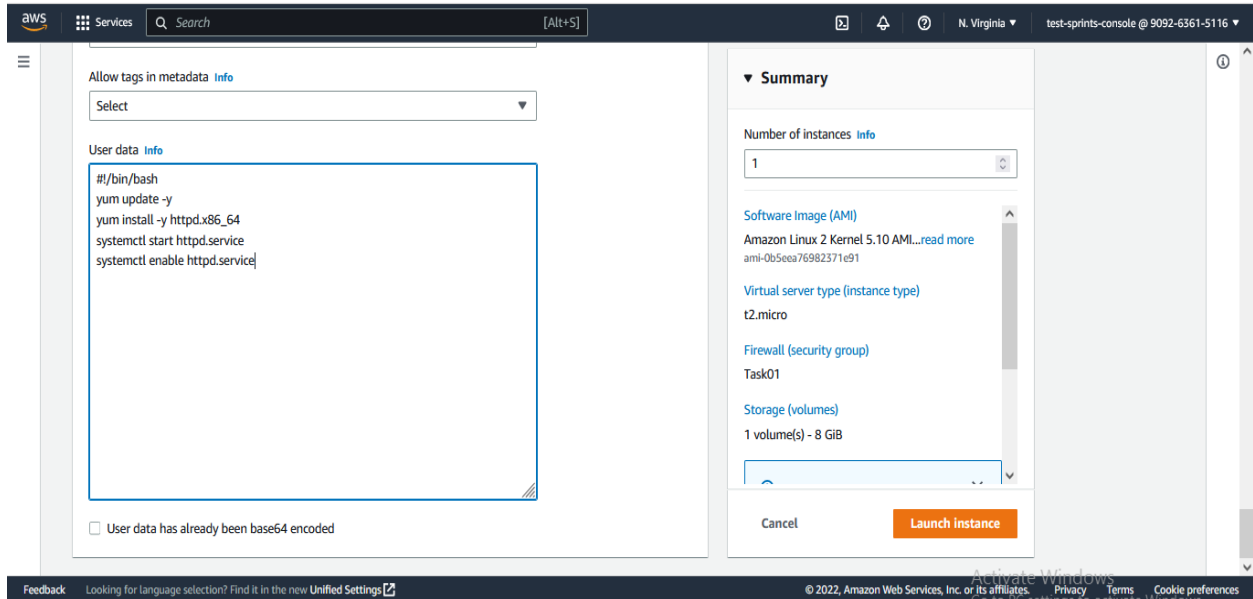 aws
Services
Search
[Alt+S]
N. Virginia
test-sprints-console @ 9092-6361-5116
Allow tags in metadata Info
Select
User data Info
#!/bin/bash
yum update -y
yum install -y httpd.x86_64
systemctl start httpd.service
systemctl enable httpd.service
User data has already been base64 encoded
Summary
Number of instances Info
1
Software Image (AMI)
Amazon Linux 2 Kernel 5.10 AMI...read more
ami-0b5eea76982371e91
Virtual server type (instance type)
t2.micro
Firewall (security group)
Task01
Storage (volumes)
1 volume(s) - 8 GiB
Cancel
Launch instance
Activate Windows
Feedback
Looking for language selection? Find it in the new Unified Settings
© 2022, Amazon Web Services, Inc. or its affiliates.
Privacy
Terms
Cookie preferences